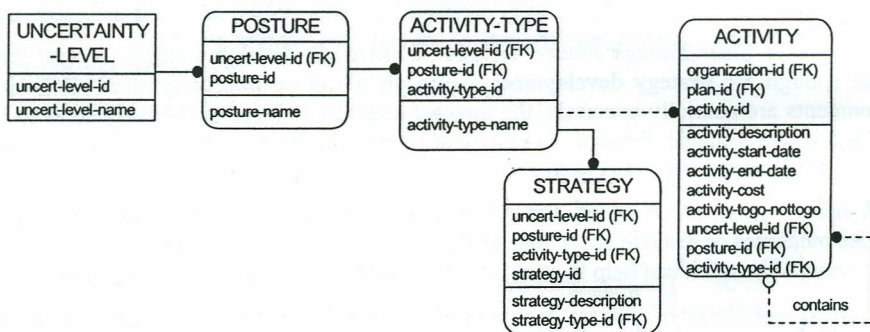 UNCERTAINTY
-LEVEL
uncert-level-id
uncert-level-name
POSTURE
uncert-level-id (FK)
posture-id
posture-name
ACTIVITY-TYPE
uncert-level-id (FK)
posture-id (FK)
activity-type-id
activity-type-name
STRATEGY
uncert-level-id (FK)
posture-id (FK)
activity-type-id (FK)
strategy-id
strategy-description
strategy-type-id (FK)
ACTIVITY
organization-id (FK)
plan-id (FK)
activity-id
activity-description
activity-start-date
activity-end-date
activity-cost
activity-togo-nottogo
uncert-level-id (FK)
posture-id (FK)
activity-type-id (FK)
contains